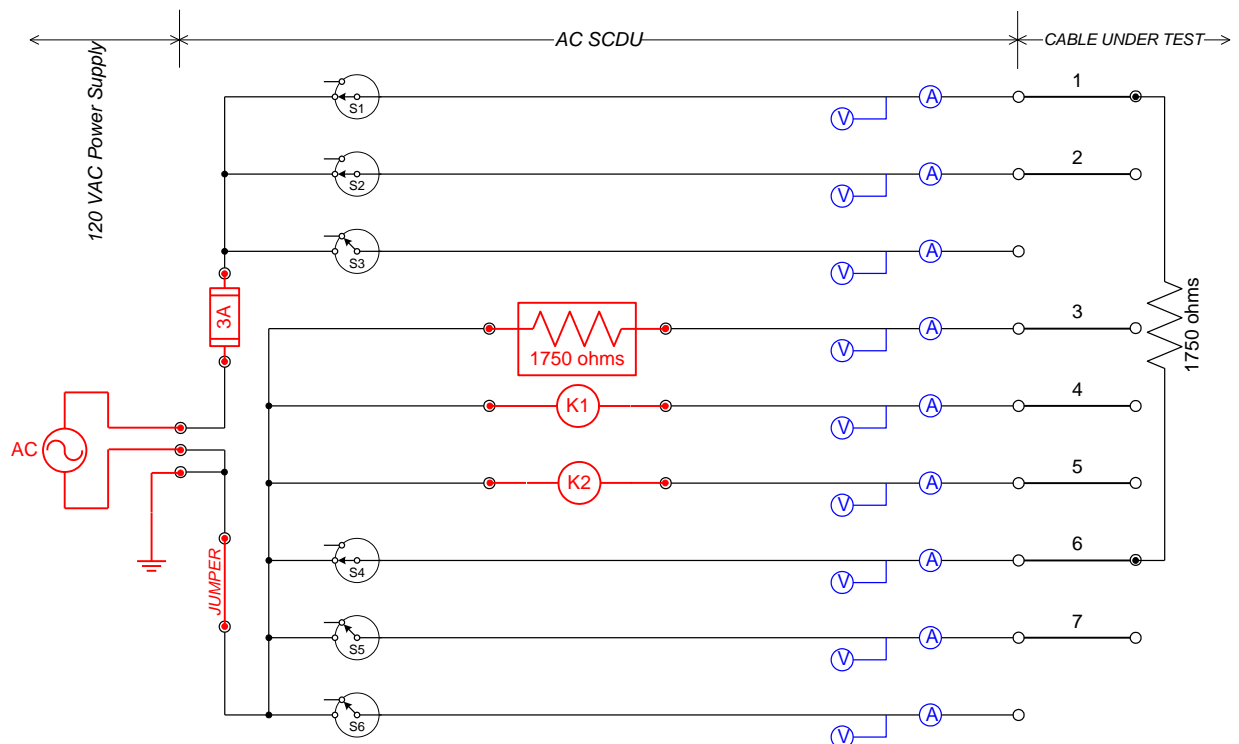 AC SCDU
CABLE UNDER TEST
120 VAC Power Supply
S1
V
A
1
S2
V
A
2
S3
V
A
3A
1750 ohms
V
A
3
1750 ohms
K1
V
A
4
AC
K2
V
A
5
JUMPER
S4
V
A
6
S5
V
A
7
S6
V
A